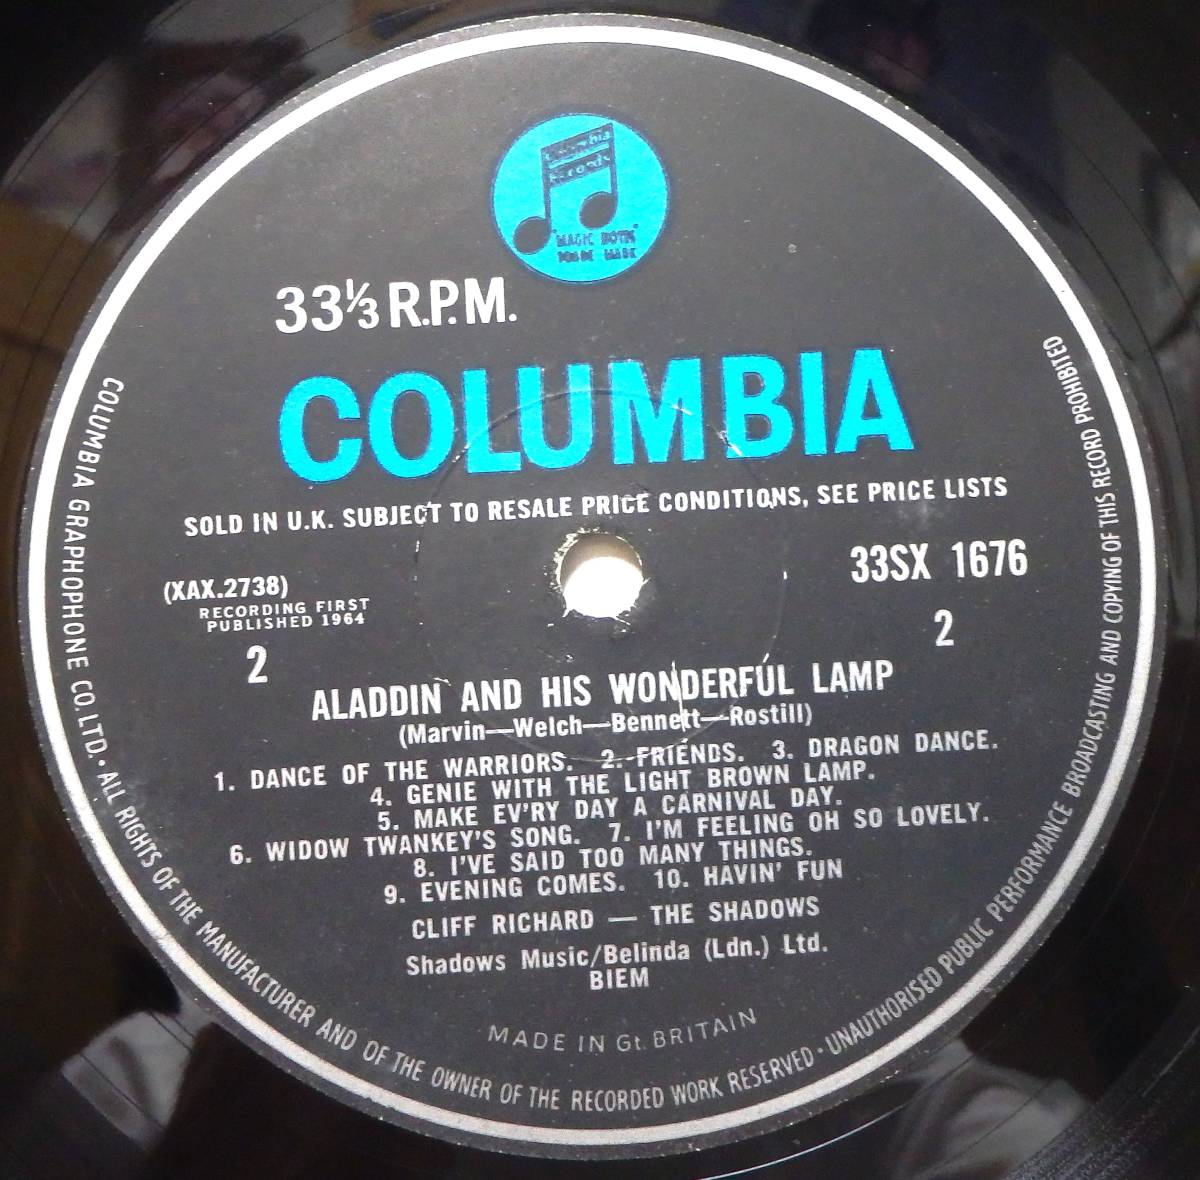 Columbia
Records
"MAGIC NOTES"
TRADE MARK
33⅓ R.P.M.
COLUMBIA
SOLD IN U.K. SUBJECT TO RESALE PRICE CONDITIONS, SEE PRICE LISTS
33SX 1676
(XAX.2738)
RECORDING FIRST
PUBLISHED 1964
2
2
ALADDIN AND HIS WONDERFUL LAMP
(Marvin—Welch—Bennett—Rostill)
1. DANCE OF THE WARRIORS. 2. FRIENDS. 3. DRAGON DANCE.
4. GENIE WITH THE LIGHT BROWN LAMP.
5. MAKE EV'RY DAY A CARNIVAL DAY.
6. WIDOW TWANKEY'S SONG. 7. I'M FEELING OH SO LOVELY.
8. I'VE SAID TOO MANY THINGS.
9. EVENING COMES. 10. HAVIN' FUN
CLIFF RICHARD — THE SHADOWS
Shadows Music/Belinda (Ldn.) Ltd.
BIEM
MADE IN Gt. BRITAIN
COLUMBIA GRAPHOPHONE CO. LTD. · ALL RIGHTS OF THE MANUFACTURER AND OF THE OWNER OF THE RECORDED WORK RESERVED · UNAUTHORISED PUBLIC PERFORMANCE BROADCASTING AND COPYING OF THIS RECORD PROHIBITED